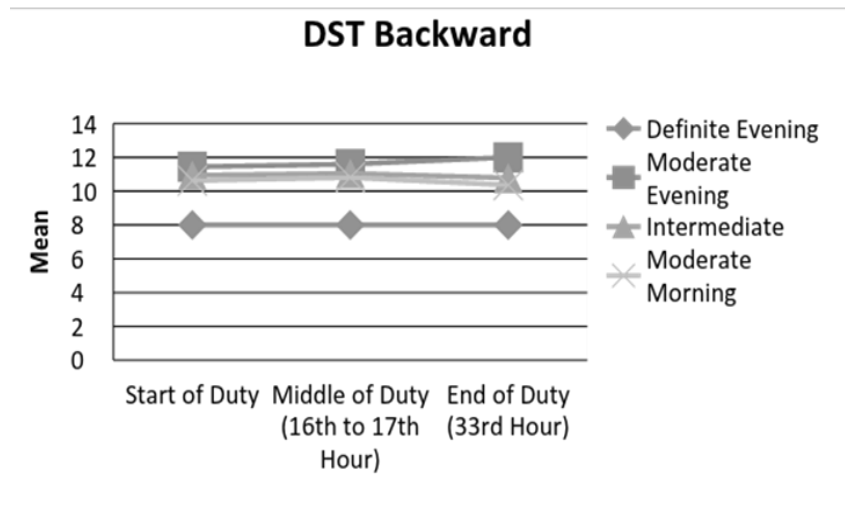 DST Backward
14
12
10
8
6
4
2
0
Mean
Start of Duty
Middle of Duty
(16th to 17th
Hour)
End of Duty
(33rd Hour)
Definite Evening
Moderate
Evening
Intermediate
Moderate
Morning